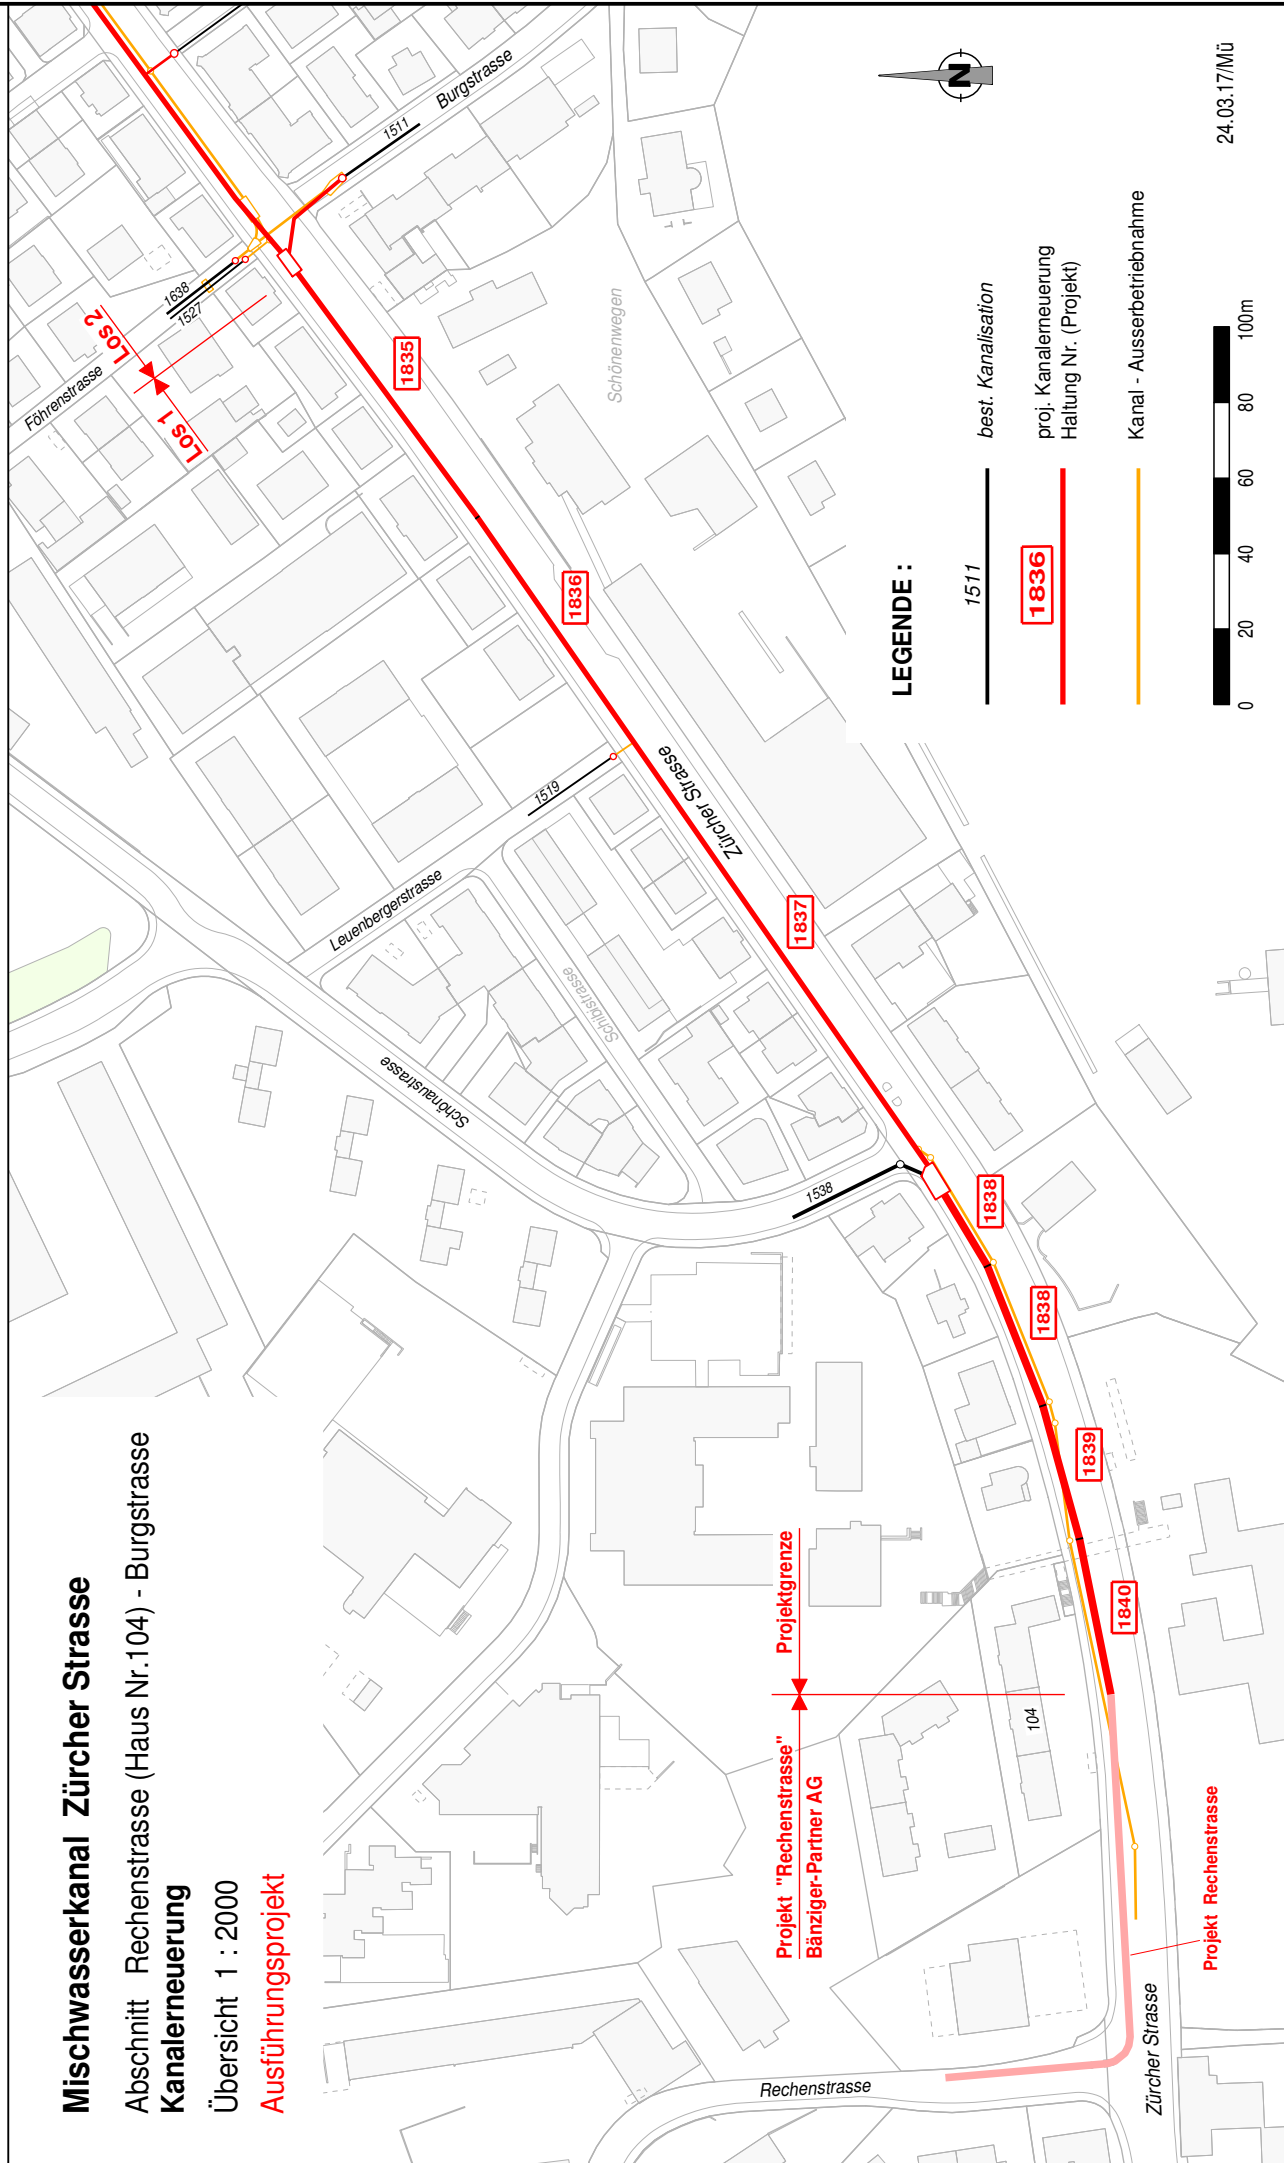 Mischwasserkanal Zürcher Strasse
Abschnitt Rechenstrasse (Haus Nr.104) - Burgstrasse
Kanalerneuerung
Übersicht 1 : 2000
Ausführungsprojekt
Burgstrasse
1511
1638
1527
Föhrenstrasse
Los 2
Los 1
1835
Schönenwegen
1836
1519
Zürcher Strasse
Leuenbergerstrasse
Schibistrasse
1837
Schönaustrasse
1538
1838
1838
1839
1840
Projektgrenze
Projekt "Rechenstrasse"
Bänziger-Partner AG
104
Projekt Rechenstrasse
Rechenstrasse
Zürcher Strasse
N
LEGENDE :
1511
best. Kanalisation
1836
proj. Kanalerneuerung
Haltung Nr. (Projekt)
Kanal - Ausserbetriebnahme
0 20 40 60 80 100m
24.03.17/Mü